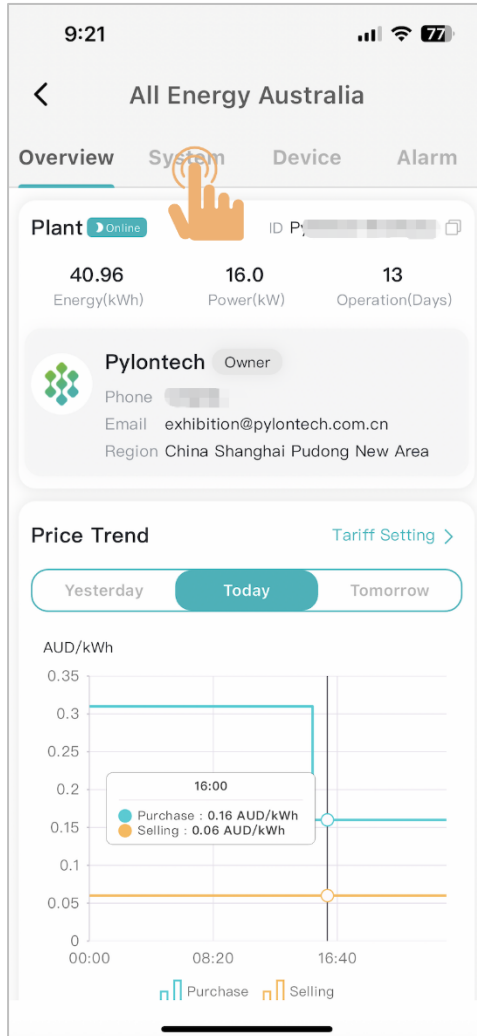 9:21
77
All Energy Australia
Overview System Device Alarm
Plant Online ID Py
40.96 16.0 13
Energy(kWh) Power(kW) Operation(Days)
Pylontech Owner
Phone
Email exhibition@pylontech.com.cn
Region China Shanghai Pudong New Area
Price Trend Tariff Setting >
Yesterday Today Tomorrow
AUD/kWh
0.35
0.3
0.25
0.2
0.15
0.1
0.05
0
16:00
Purchase : 0.16 AUD/kWh
Selling : 0.06 AUD/kWh
00:00 08:20 16:40
Purchase Selling